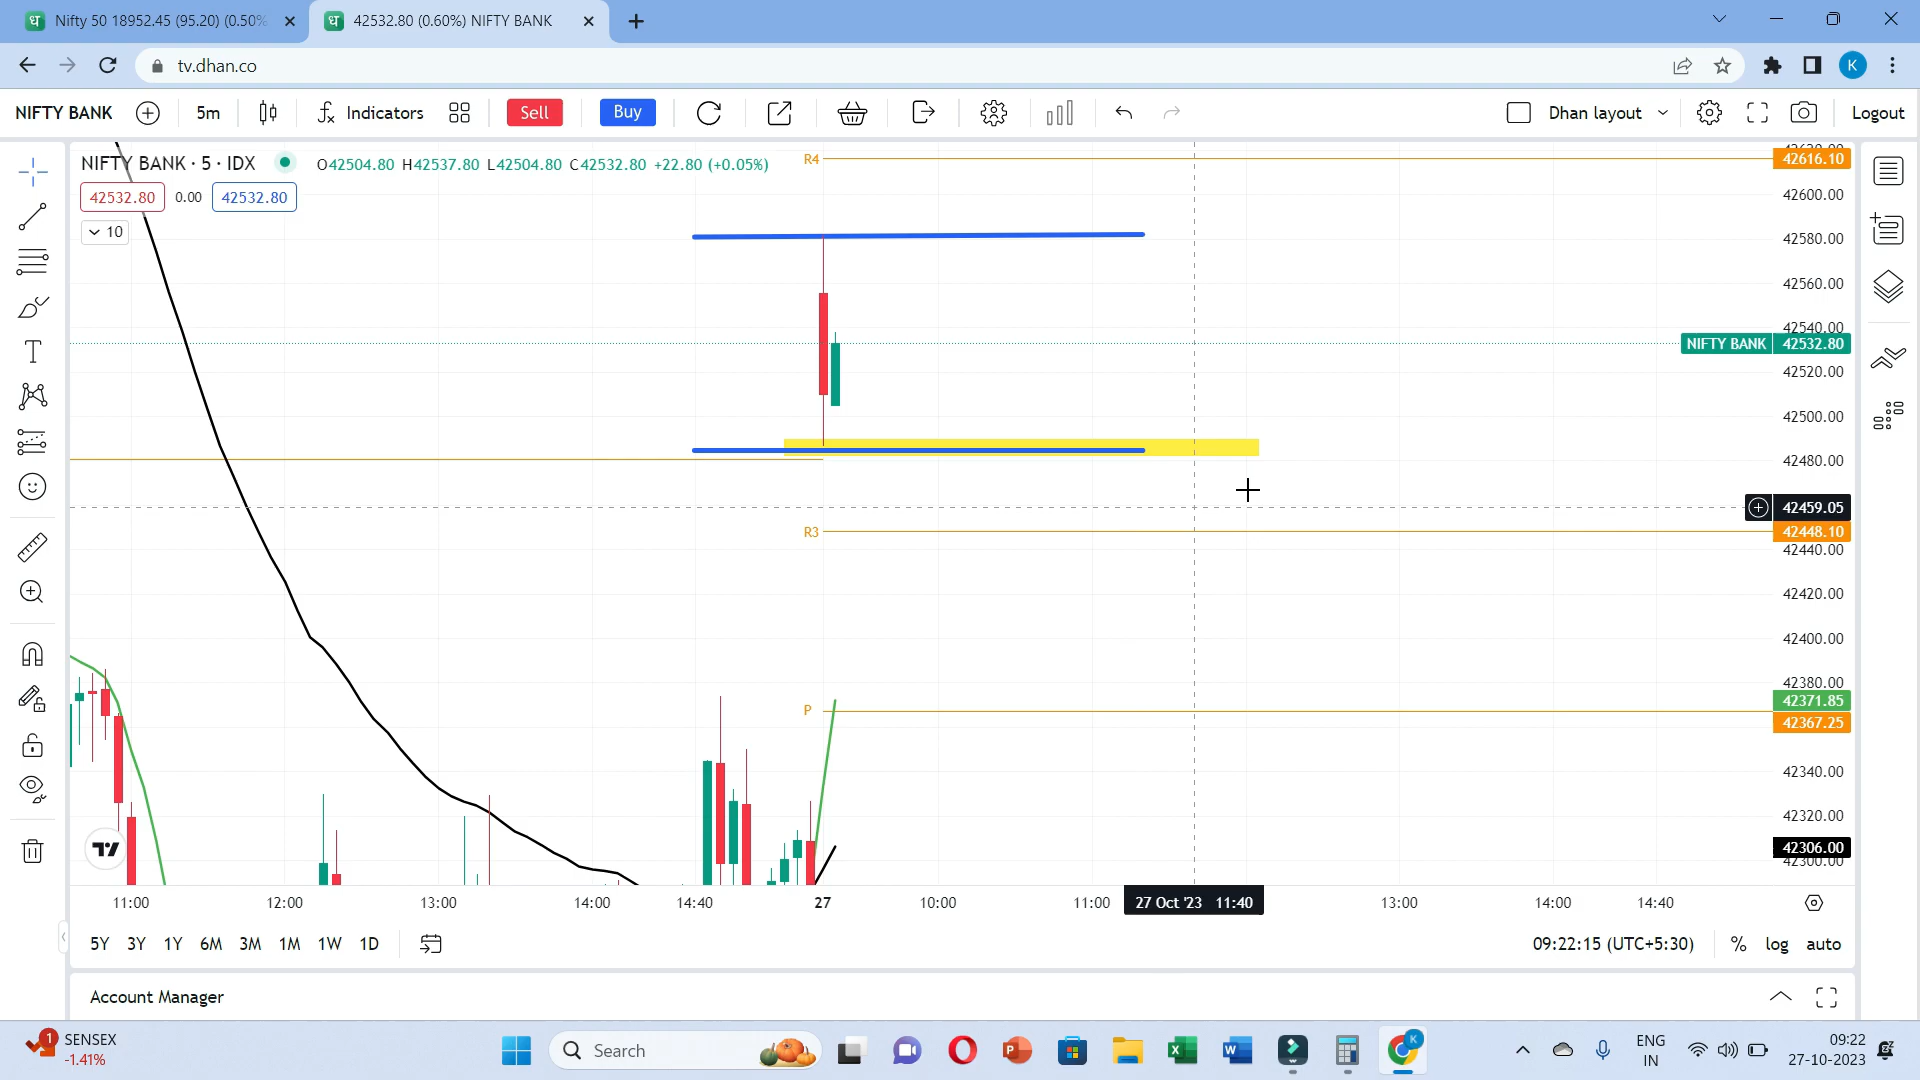 Nifty 50 18952.45 (95.20) (0.50%
42532.80 (0.60%) NIFTY BANK
tv.dhan.co
K
NIFTY BANK
5m
Indicators
Sell
Buy
Dhan layout
Logout
NIFTY BANK · 5 · IDX
O42504.80 H42537.80 L42504.80 C42532.80 +22.80 (+0.05%)
42532.80
0.00
42532.80
10
R4
R3
P
42616.10
42600.00
42580.00
42560.00
42540.00
NIFTY BANK
42532.80
42520.00
42500.00
42480.00
42459.05
42448.10
42440.00
42420.00
42400.00
42380.00
42371.85
42367.25
42340.00
42320.00
42306.00
42300.00
11:00
12:00
13:00
14:00
14:40
27
10:00
11:00
27 Oct '23 11:40
13:00
14:00
14:40
5Y 3Y 1Y 6M 3M 1M 1W 1D
09:22:15 (UTC+5:30)
%
log
auto
Account Manager
1
SENSEX
-1.41%
Search
ENG
IN
09:22
27-10-2023